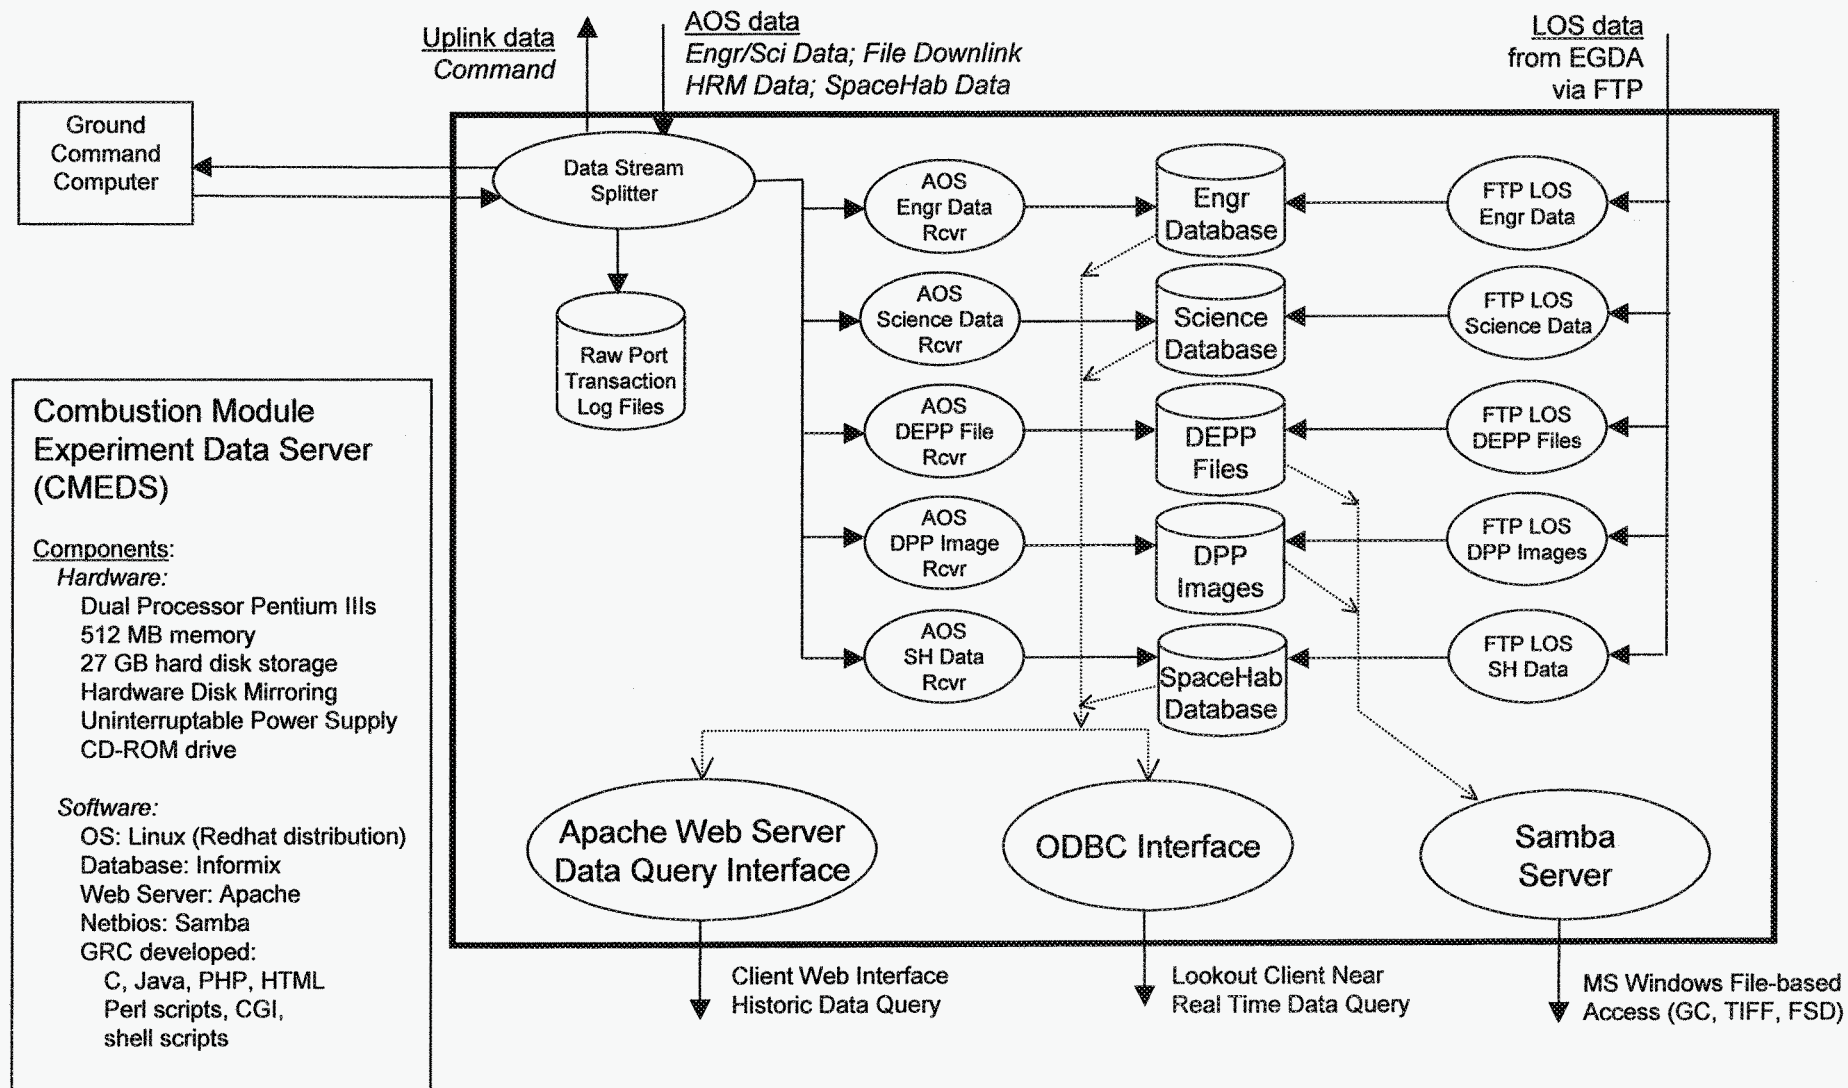 Uplink data
Command
AOS data
Engr/Sci Data; File Downlink
HRM Data; SpaceHab Data
LOS data
from EGDA
via FTP
Ground
Command
Computer
Data Stream
Splitter
Raw Port
Transaction
Log Files
AOS
Engr Data
Rcvr
Engr
Database
FTP LOS
Engr Data
AOS
Science Data
Rcvr
Science
Database
FTP LOS
Science Data
AOS
DEPP File
Rcvr
DEPP
Files
FTP LOS
DEPP Files
AOS
DPP Image
Rcvr
DPP
Images
FTP LOS
DPP Images
AOS
SH Data
Rcvr
SpaceHab
Database
FTP LOS
SH Data
Combustion Module
Experiment Data Server
(CMEDS)
Components:
Hardware:
Dual Processor Pentium IIIs
512 MB memory
27 GB hard disk storage
Hardware Disk Mirroring
Uninterruptable Power Supply
CD-ROM drive
Software:
OS: Linux (Redhat distribution)
Database: Informix
Web Server: Apache
Netbios: Samba
GRC developed:
C, Java, PHP, HTML
Perl scripts, CGI,
shell scripts
Apache Web Server
Data Query Interface
ODBC Interface
Samba
Server
Client Web Interface
Historic Data Query
Lookout Client Near
Real Time Data Query
MS Windows File-based
Access (GC, TIFF, FSD)